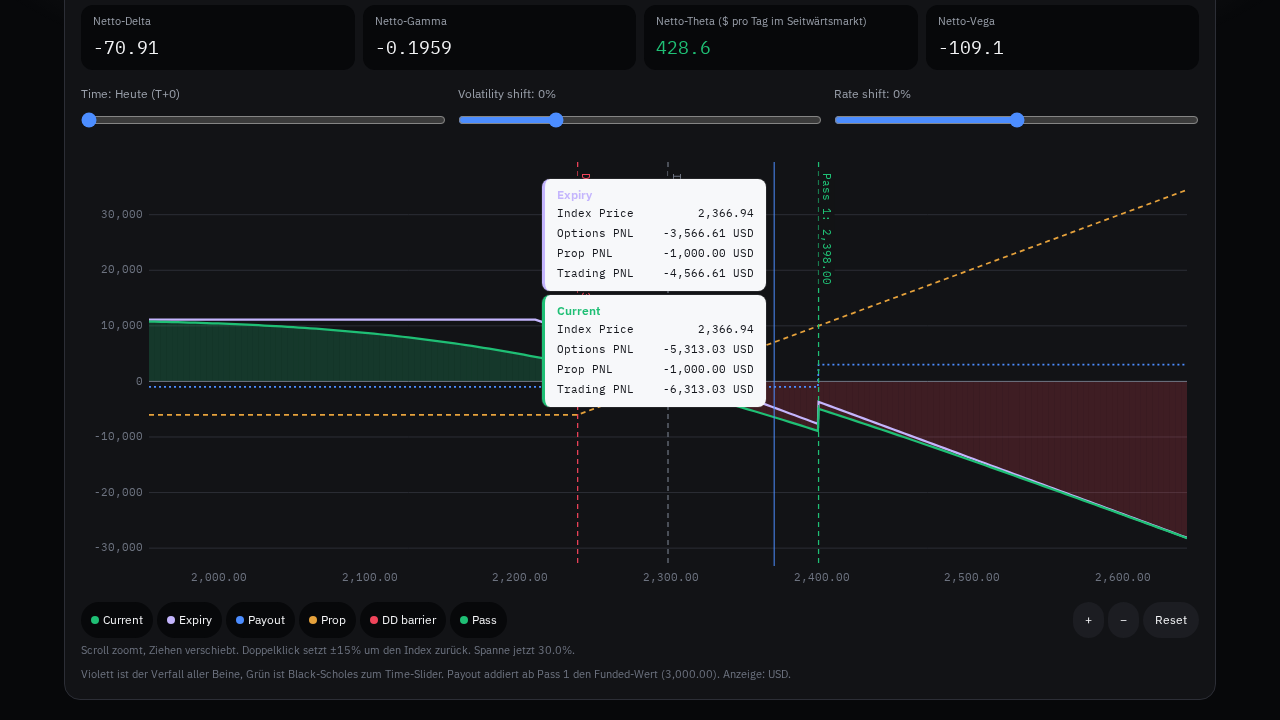 Netto-Delta
-70.91
Netto-Gamma
-0.1959
Netto-Theta ($ pro Tag im Seitwärtsmarkt)
428.6
Netto-Vega
-109.1
Time: Heute (T+0)
Volatility shift: 0%
Rate shift: 0%
Pass 1: 2,398.00
Expiry
Index Price 2,366.94
Options PNL -3,566.61 USD
Prop PNL -1,000.00 USD
Trading PNL -4,566.61 USD
Current
Index Price 2,366.94
Options PNL -5,313.03 USD
Prop PNL -1,000.00 USD
Trading PNL -6,313.03 USD
30,000
20,000
10,000
0
-10,000
-20,000
-30,000
2,000.00
2,100.00
2,200.00
2,300.00
2,400.00
2,500.00
2,600.00
Current
Expiry
Payout
Prop
DD barrier
Pass
+
−
Reset
Scroll zoomt, Ziehen verschiebt. Doppelklick setzt ±15% um den Index zurück. Spanne jetzt 30.0%.
Violett ist der Verfall aller Beine, Grün ist Black-Scholes zum Time-Slider. Payout addiert ab Pass 1 den Funded-Wert (3,000.00). Anzeige: USD.